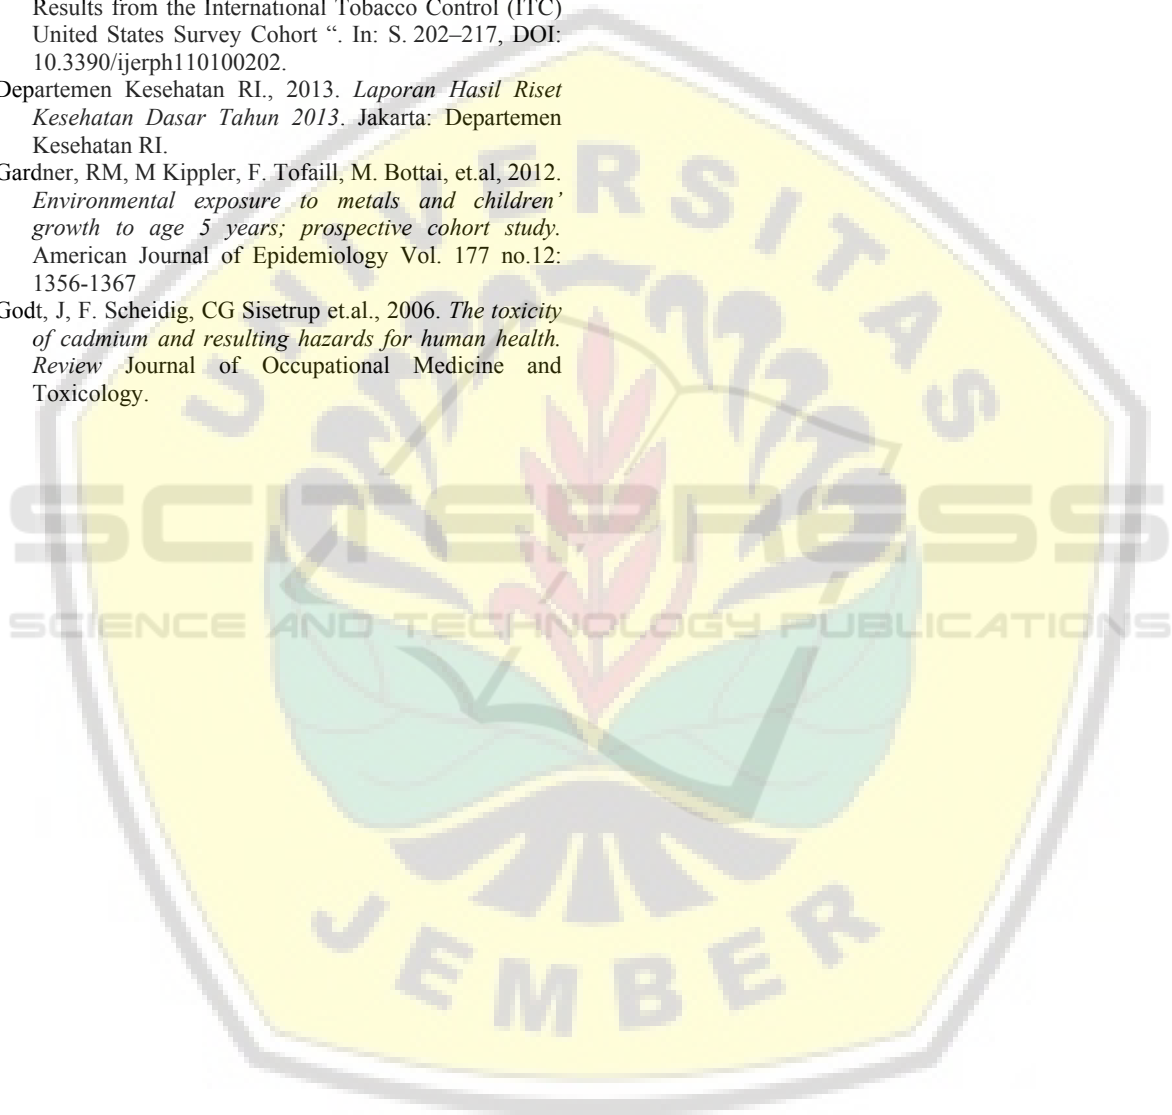 Results from the International Tobacco Control (ITC)
United States Survey Cohort “. In: S. 202–217, DOI:
10.3390/ijerph110100202.
Departemen Kesehatan RI., 2013. Laporan Hasil Riset
Kesehatan Dasar Tahun 2013. Jakarta: Departemen
Kesehatan RI.
Gardner, RM, M Kippler, F. Tofaill, M. Bottai, et.al, 2012.
Environmental exposure to metals and children’
growth to age 5 years; prospective cohort study.
American Journal of Epidemiology Vol. 177 no.12:
1356-1367
Godt, J, F. Scheidig, CG Sisetrup et.al., 2006. The toxicity
of cadmium and resulting hazards for human health.
Review Journal of Occupational Medicine and
Toxicology.
UNIVERSITAS
SCITEPRESS
SCIENCE AND TECHNOLOGY PUBLICATIONS
JEMBER